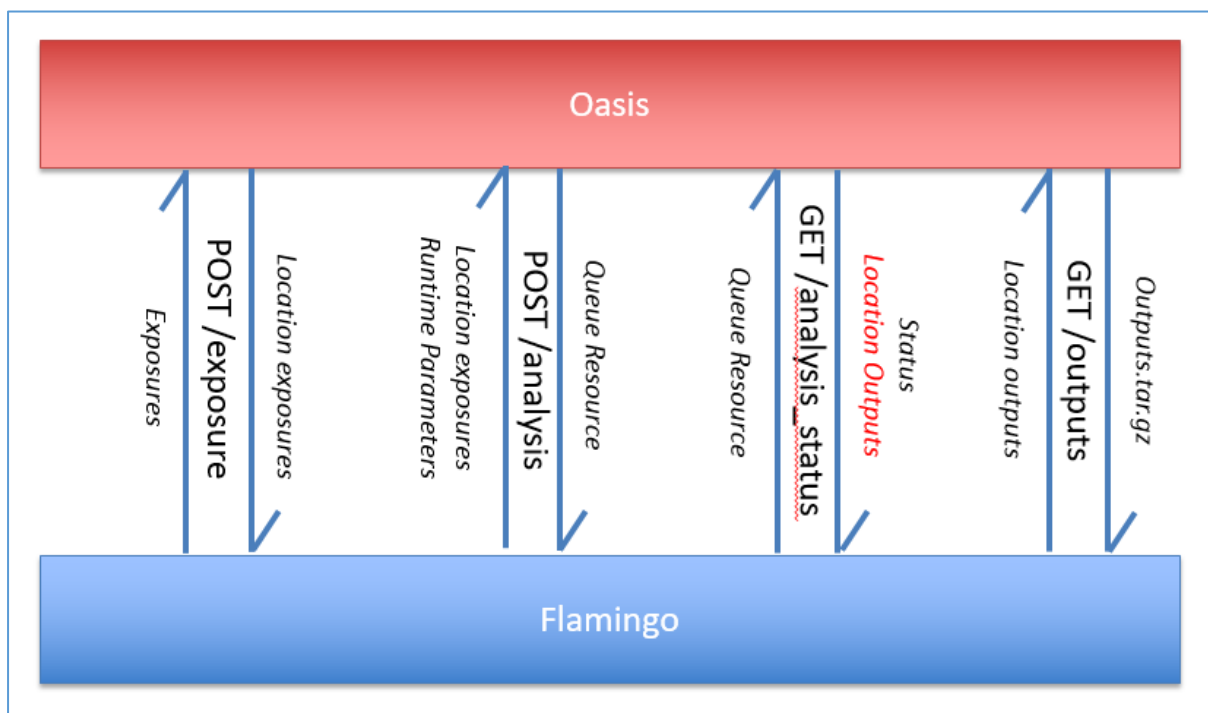 Oasis
Exposures
POST /exposure
Location exposures
Location exposures
Runtime Parameters
POST /analysis
Queue Resource
Queue Resource
GET /analysis_status
Location Outputs
Status
Location outputs
GET /outputs
Outputs.tar.gz
Flamingo